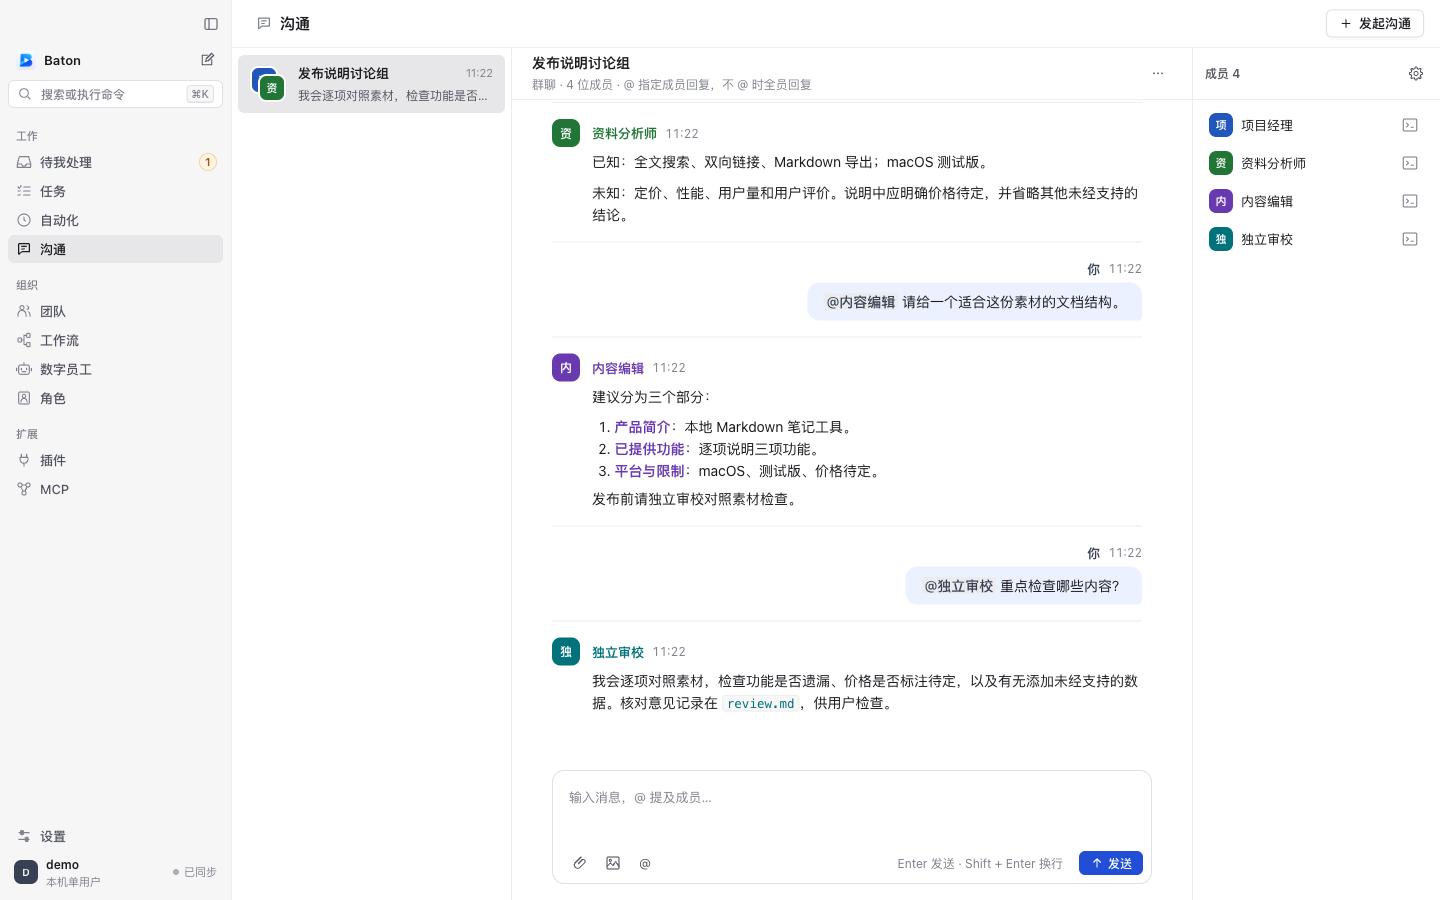 Baton
搜索或执行命令 ⌘K
工作
待我处理 1
任务
自动化
沟通
组织
团队
工作流
数字员工
角色
扩展
插件
MCP
设置
D demo
本机单用户
已同步
沟通
发起沟通
资 发布说明讨论组 11:22
我会逐项对照素材，检查功能是否...
发布说明讨论组
群聊 · 4 位成员 · @ 指定成员回复，不 @ 时全员回复
资 资料分析师 11:22
已知：全文搜索、双向链接、Markdown 导出；macOS 测试版。
未知：定价、性能、用户量和用户评价。说明中应明确价格待定，并省略其他未经支持的
结论。
你 11:22
@内容编辑 请给一个适合这份素材的文档结构。
内 内容编辑 11:22
建议分为三个部分：
1. 产品简介：本地 Markdown 笔记工具。
2. 已提供功能：逐项说明三项功能。
3. 平台与限制：macOS、测试版、价格待定。
发布前请独立审校对照素材检查。
你 11:22
@独立审校 重点检查哪些内容？
独 独立审校 11:22
我会逐项对照素材，检查功能是否遗漏、价格是否标注待定，以及有无添加未经支持的数
据。核对意见记录在 review.md，供用户检查。
输入消息，@ 提及成员...
@
Enter 发送 · Shift + Enter 换行
发送
成员 4
项 项目经理
资 资料分析师
内 内容编辑
独 独立审校